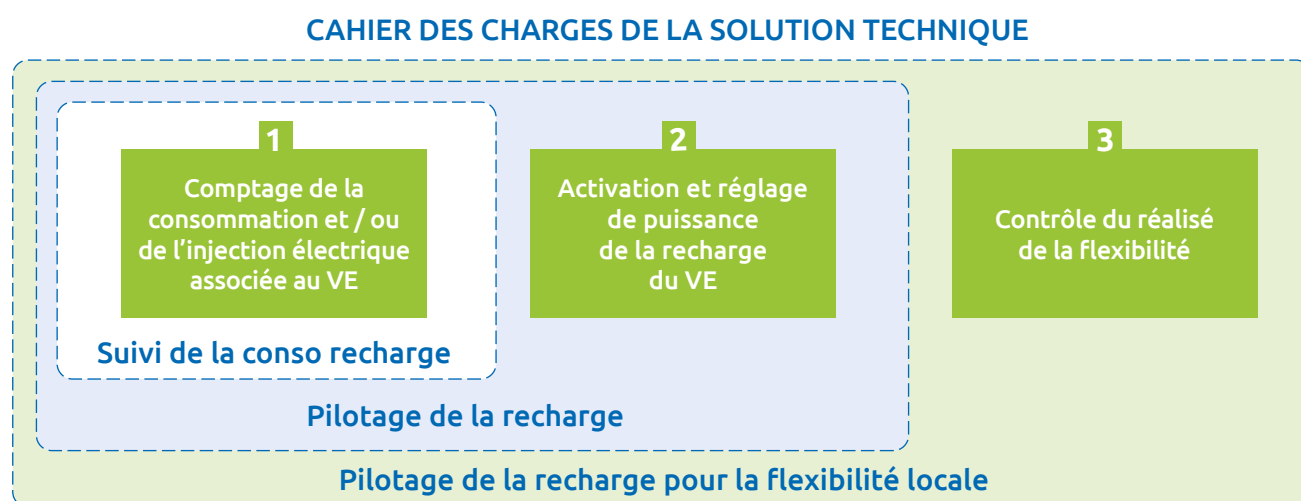 CAHIER DES CHARGES DE LA SOLUTION TECHNIQUE
1
Comptage de la
consommation et / ou
de l’injection électrique
associée au VE
2
Activation et réglage
de puissance
de la recharge
du VE
3
Contrôle du réalisé
de la flexibilité
Suivi de la conso recharge
Pilotage de la recharge
Pilotage de la recharge pour la flexibilité locale